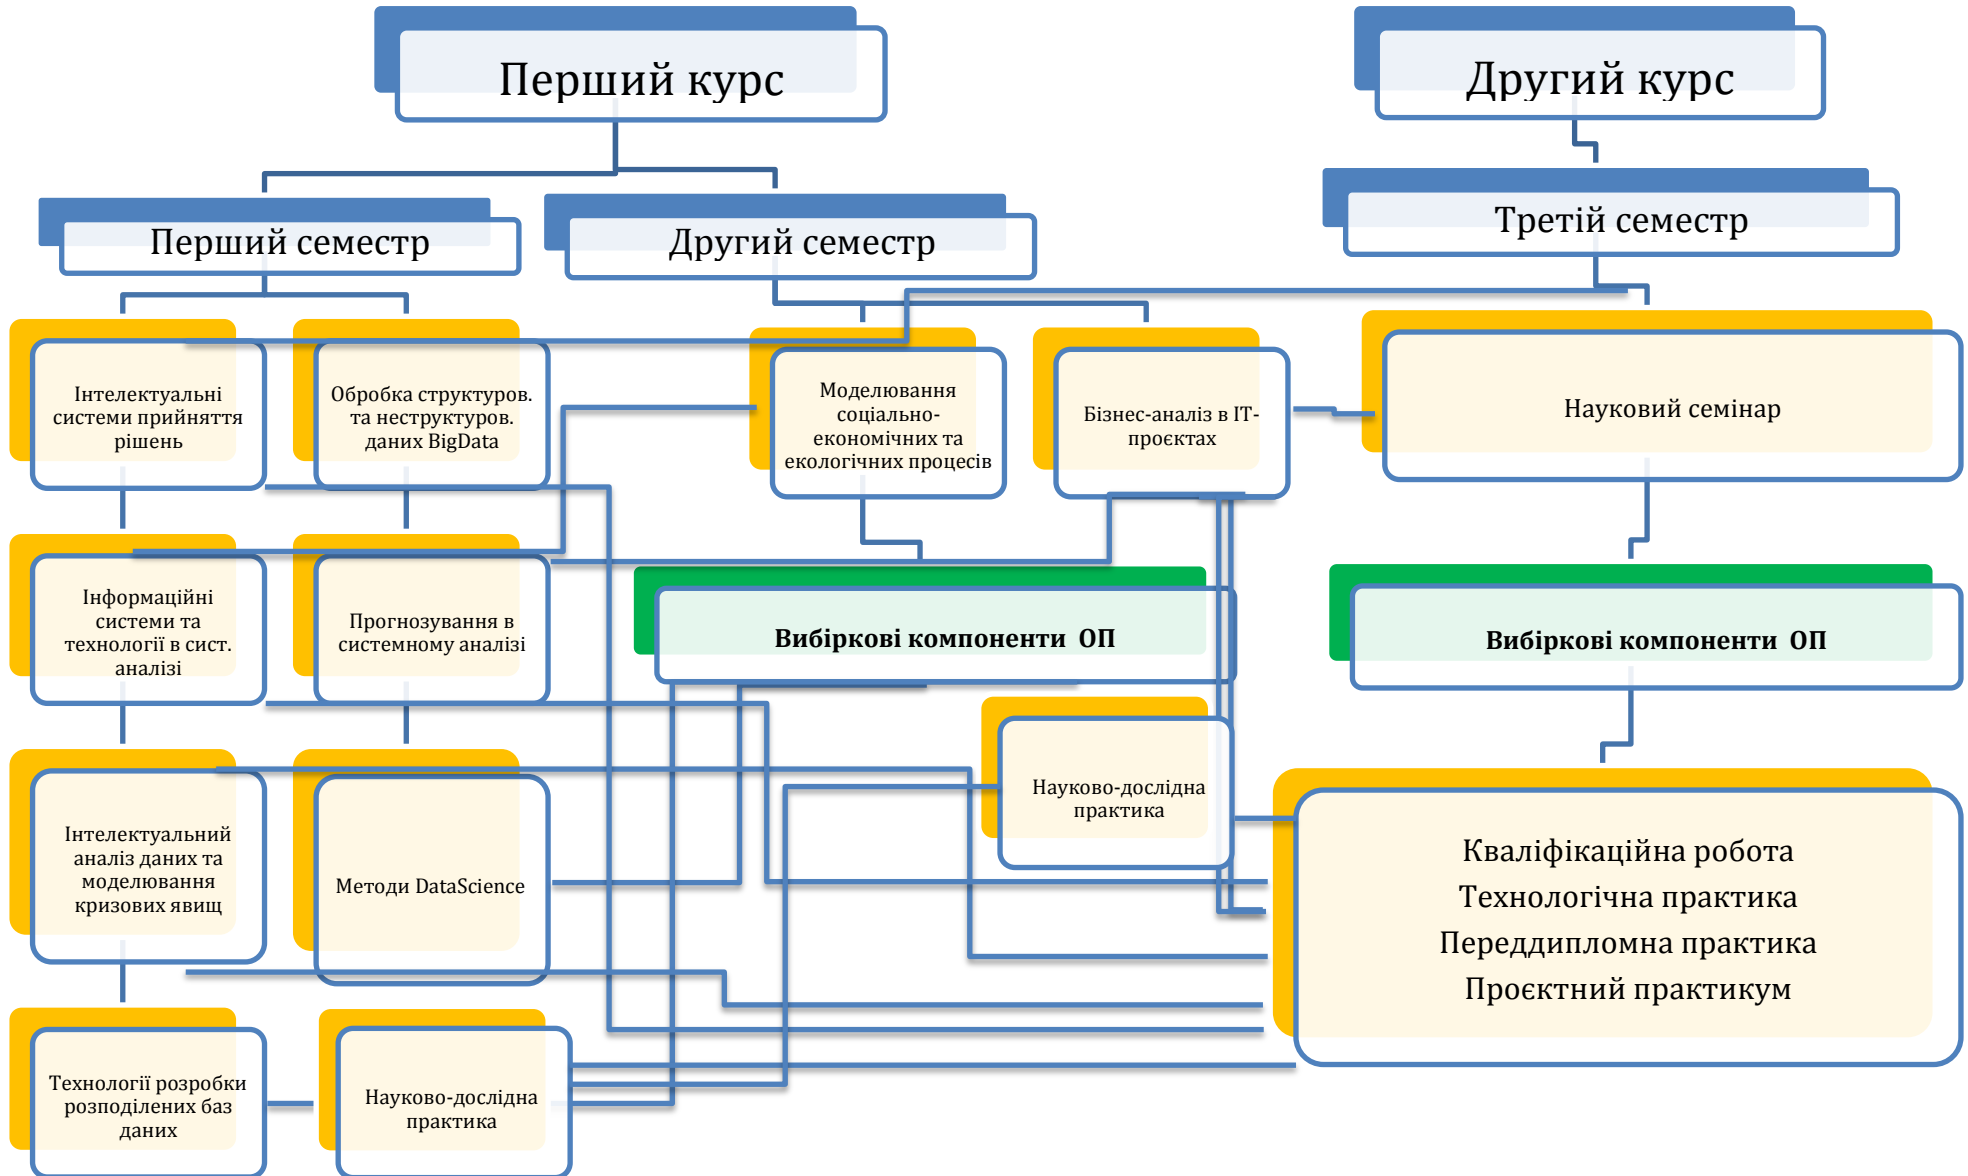 Перший курс
Другий курс
Перший семестр
Другий семестр
Третій семестр
Інтелектуальні
системи прийняття
рішень
Обробка структуров.
та неструктуров.
даних BigData
Моделювання
соціально-
економічних та
екологічних процесів
Бізнес-аналіз в ІТ-
проєктах
Науковий семінар
Інформаційні
системи та
технології в сист.
аналізі
Прогнозування в
системному аналізі
Вибіркові компоненти ОП
Вибіркові компоненти ОП
Інтелектуальний
аналіз даних та
моделювання
кризових явищ
Методи DataScience
Науково-дослідна
практика
Кваліфікаційна робота
Технологічна практика
Переддипломна практика
Проєктний практикум
Технології розробки
розподілених баз
даних
Науково-дослідна
практика